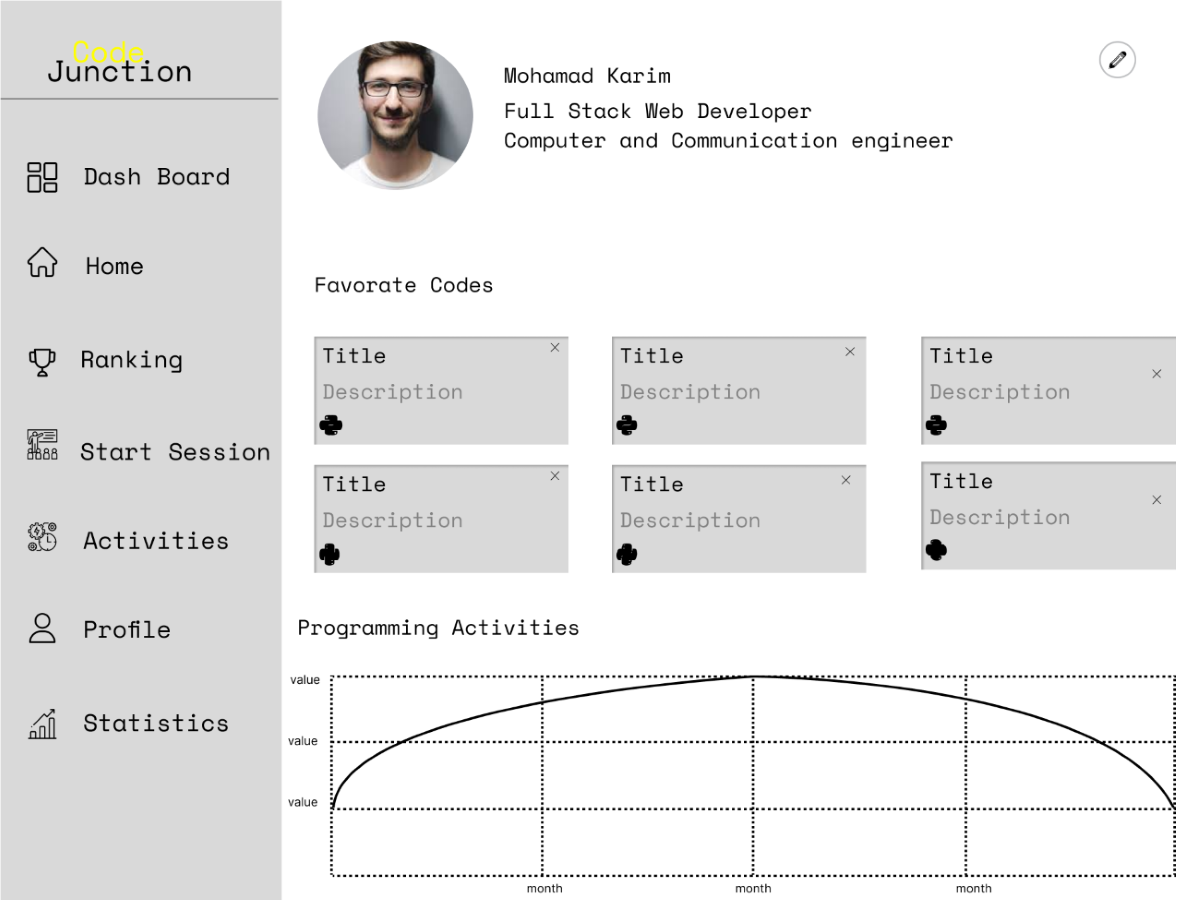 Code
Junction
Dash Board
Home
Ranking
Start Session
Activities
Profile
Statistics
Mohamad Karim
Full Stack Web Developer
Computer and Communication engineer
Favorate Codes
Title
Description
Title
Description
Title
Description
Title
Description
Title
Description
Title
Description
Programming Activities
value
value
value
month
month
month